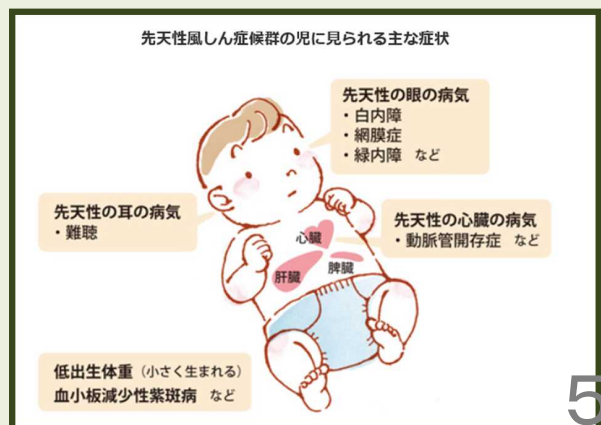 先天性風しん症候群の児に見られる主な症状
先天性の眼の病気
・白内障
・網膜症
・緑内障 など
先天性の耳の病気
・難聴
先天性の心臓の病気
・動脈管開存症 など
心臓
肝臓
脾臓
低出生体重（小さく生まれる）
血小板減少性紫斑病 など
5